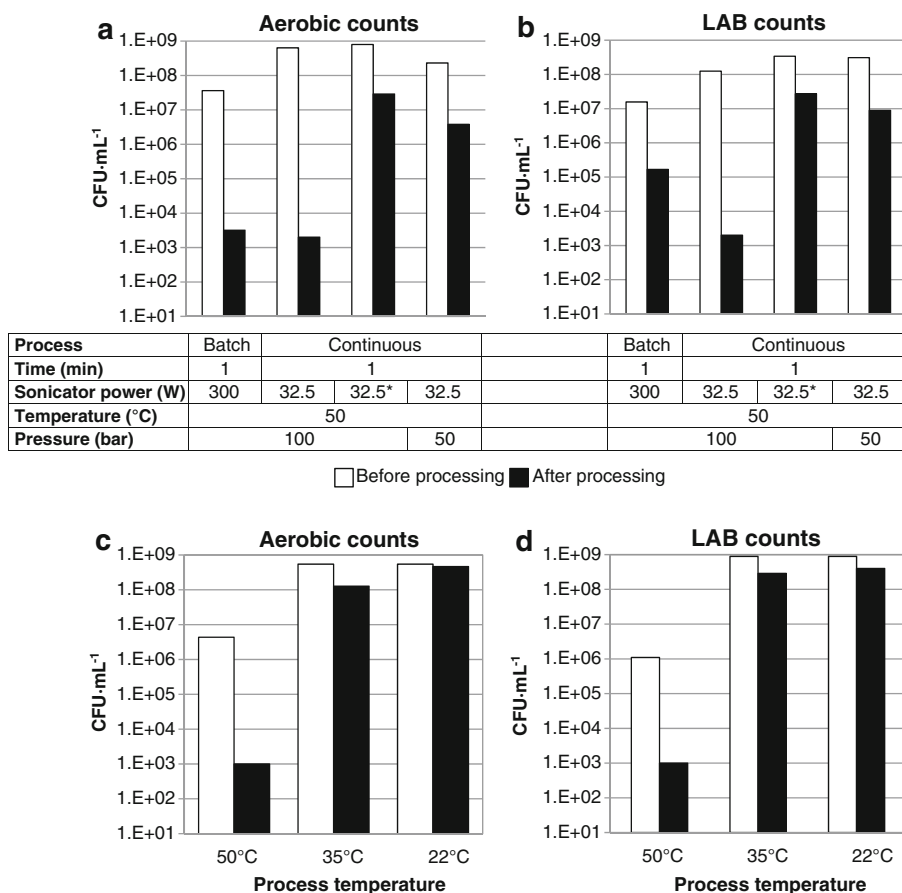 a Aerobic counts
1.E+09
1.E+08
1.E+07
1.E+06
1.E+05
1.E+04
1.E+03
1.E+02
1.E+01
CFU·mL-1
b LAB counts
1.E+09
1.E+08
1.E+07
1.E+06
1.E+05
1.E+04
1.E+03
1.E+02
1.E+01
CFU·mL-1
Process Batch Continuous Batch Continuous
Time (min) 1 1 1 1
Sonicator power (W) 300 32.5 32.5* 32.5 300 32.5 32.5* 32.5
Temperature (°C) 50 50
Pressure (bar) 100 50 100 50
Before processing After processing
c Aerobic counts
1.E+09
1.E+08
1.E+07
1.E+06
1.E+05
1.E+04
1.E+03
1.E+02
1.E+01
CFU·mL-1
50°C 35°C 22°C
Process temperature
d LAB counts
1.E+09
1.E+08
1.E+07
1.E+06
1.E+05
1.E+04
1.E+03
1.E+02
1.E+01
CFU·mL-1
50°C 35°C 22°C
Process temperature